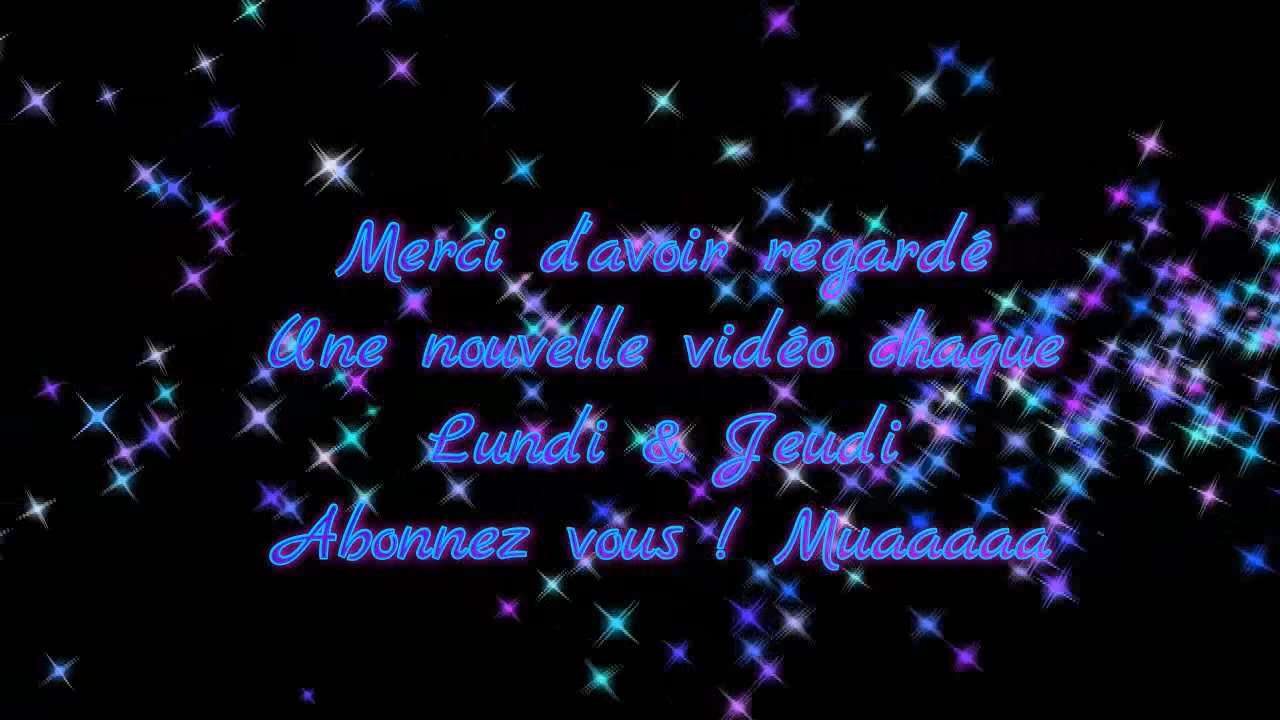 Merci d'avoir regardé
Une nouvelle vidéo chaque
Lundi & Jeudi
Abonnez vous ! Muaaaaa